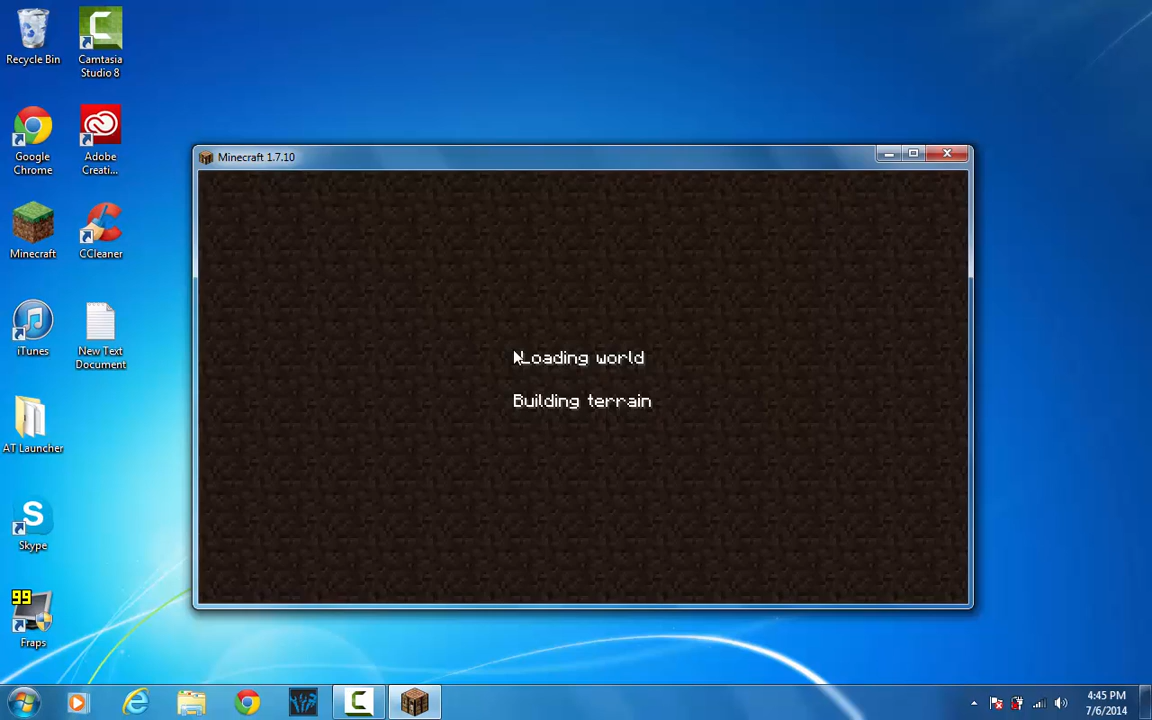 Recycle Bin
Camtasia
Studio 8
Google
Chrome
Adobe
Creati...
Minecraft
CCleaner
iTunes
New Text
Document
AT Launcher
Skype
99
Fraps
Minecraft 1.7.10
Loading world
Building terrain
4:45 PM
7/6/2014